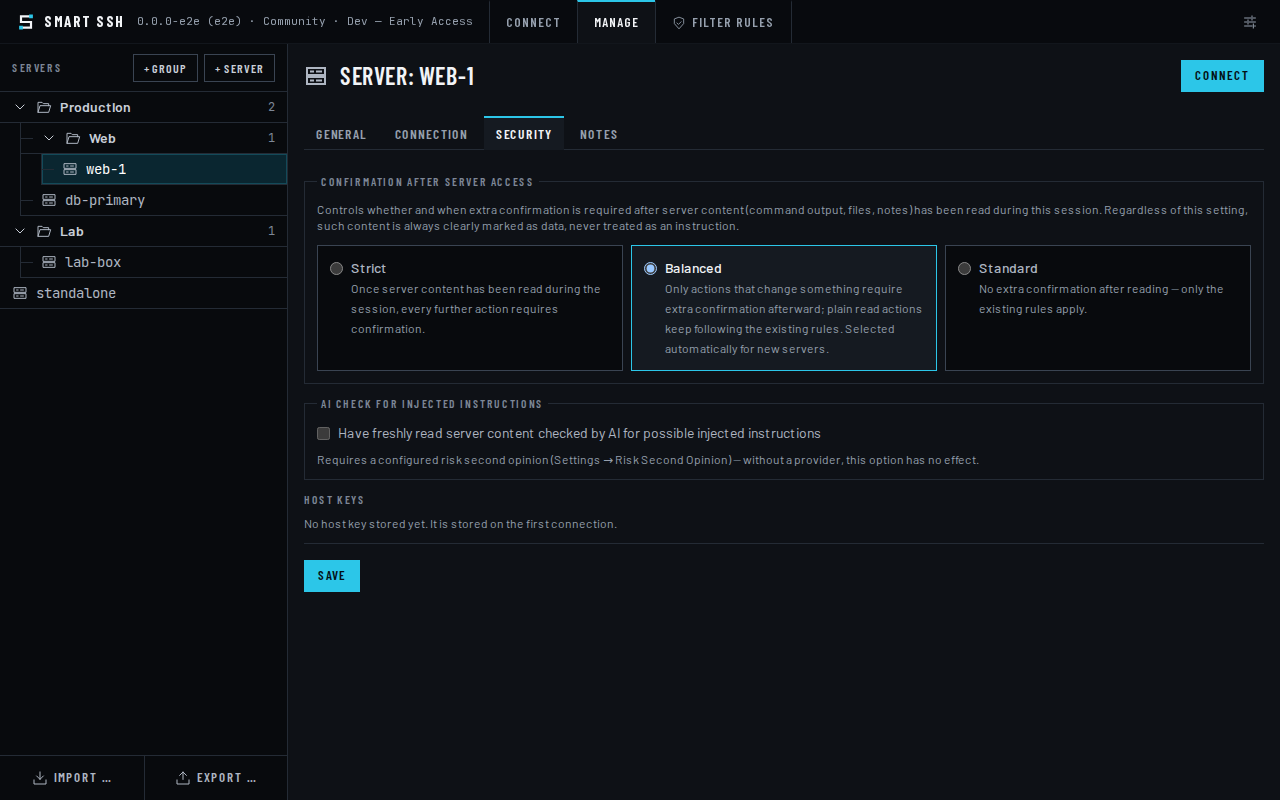 SMART SSH 0.0.0-e2e (e2e) · Community · Dev — Early Access CONNECT MANAGE FILTER RULES
SERVERS + GROUP + SERVER
Production 2
Web 1
web-1
db-primary
Lab 1
lab-box
standalone
IMPORT … EXPORT …
SERVER: WEB-1 CONNECT
GENERAL CONNECTION SECURITY NOTES
CONFIRMATION AFTER SERVER ACCESS
Controls whether and when extra confirmation is required after server content (command output, files, notes) has been read during this session. Regardless of this setting,
such content is always clearly marked as data, never treated as an instruction.
Strict
Once server content has been read during the
session, every further action requires
confirmation.
Balanced
Only actions that change something require
extra confirmation afterward; plain read actions
keep following the existing rules. Selected
automatically for new servers.
Standard
No extra confirmation after reading — only the
existing rules apply.
AI CHECK FOR INJECTED INSTRUCTIONS
Have freshly read server content checked by AI for possible injected instructions
Requires a configured risk second opinion (Settings → Risk Second Opinion) — without a provider, this option has no effect.
HOST KEYS
No host key stored yet. It is stored on the first connection.
SAVE